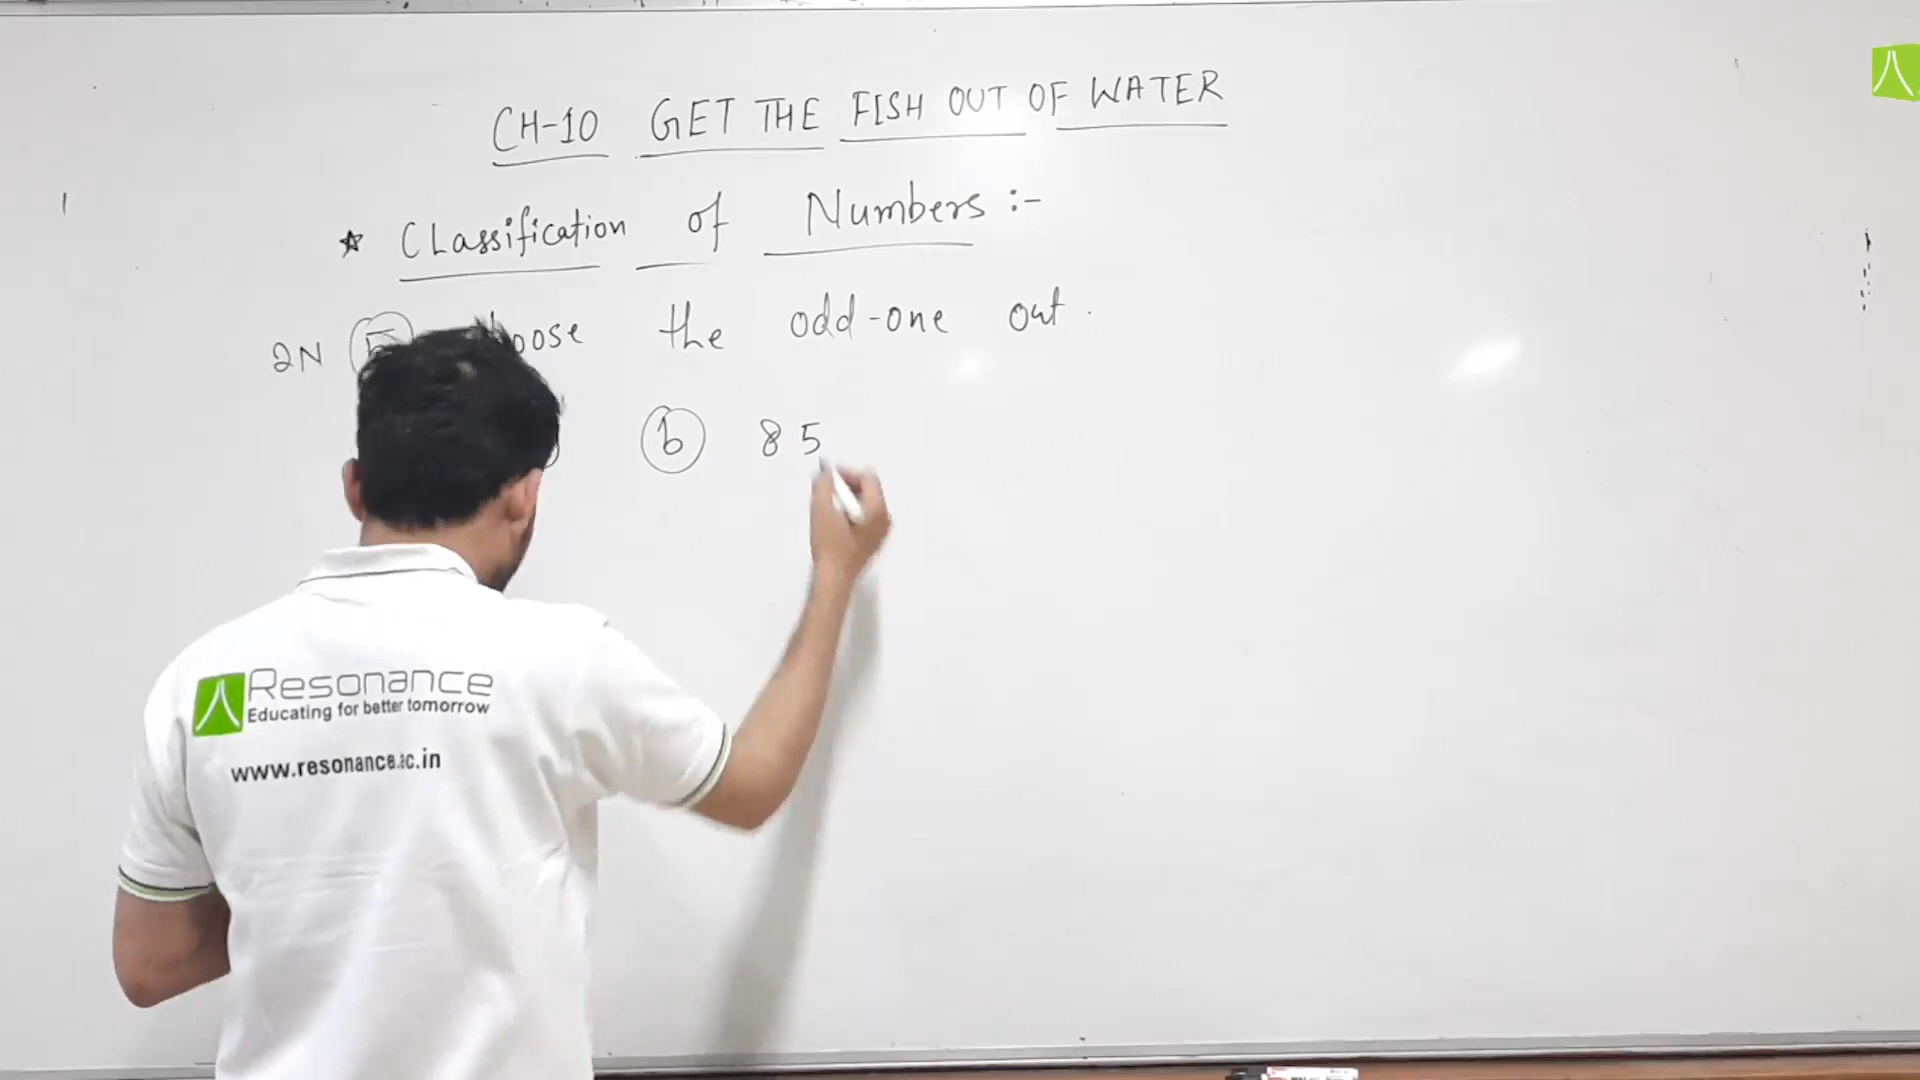 CH-10 GET THE FISH OUT OF WATER
* Classification of Numbers :-
2N 5 the odd-one out.
b 85
Resonance
Educating for better tomorrow
www.resonance.ac.in